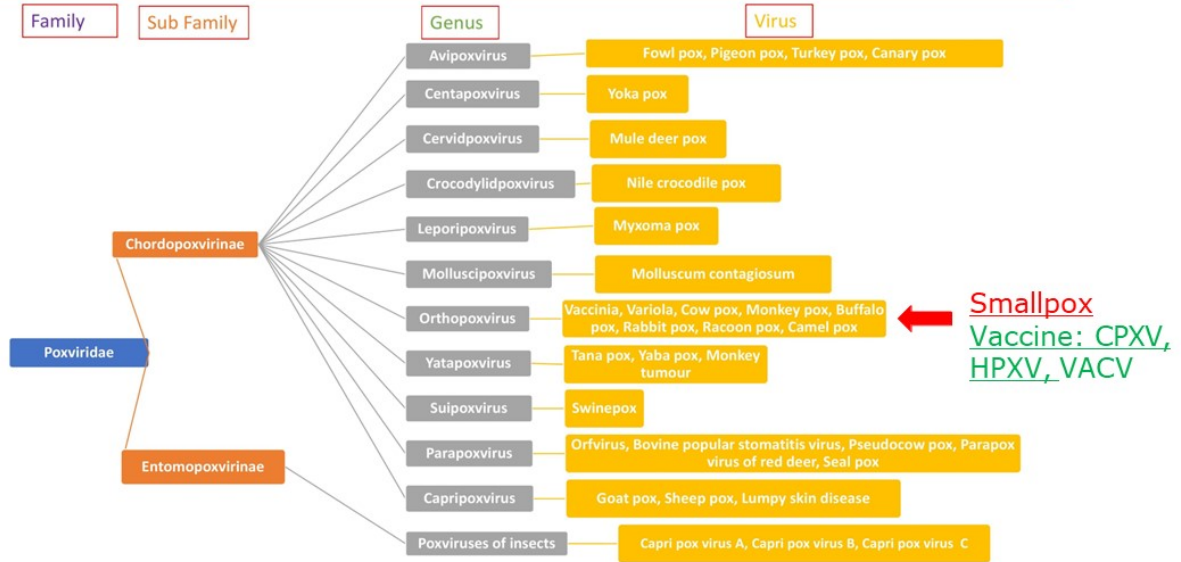 Family
Sub Family
Genus
Virus
Avipoxvirus
Fowl pox, Pigeon pox, Turkey pox, Canary pox
Centapoxvirus
Yoka pox
Cervidpoxvirus
Mule deer pox
Crocodylidpoxvirus
Nile crocodile pox
Leporipoxvirus
Myxoma pox
Chordopoxvirinae
Molluscipoxvirus
Molluscum contagiosum
Orthopoxvirus
Vaccinia, Variola, Cow pox, Monkey pox, Buffalo
pox, Rabbit pox, Racoon pox, Camel pox
Smallpox
Vaccine: CPXV,
HPXV, VACV
Poxviridae
Yatapoxvirus
Tana pox, Yaba pox, Monkey
tumour
Suipoxvirus
Swinepox
Parapoxvirus
Orfvirus, Bovine popular stomatitis virus, Pseudocow pox, Parapox
virus of red deer, Seal pox
Entomopoxvirinae
Capripoxvirus
Goat pox, Sheep pox, Lumpy skin disease
Poxviruses of insects
Capri pox virus A, Capri pox virus B, Capri pox virus C